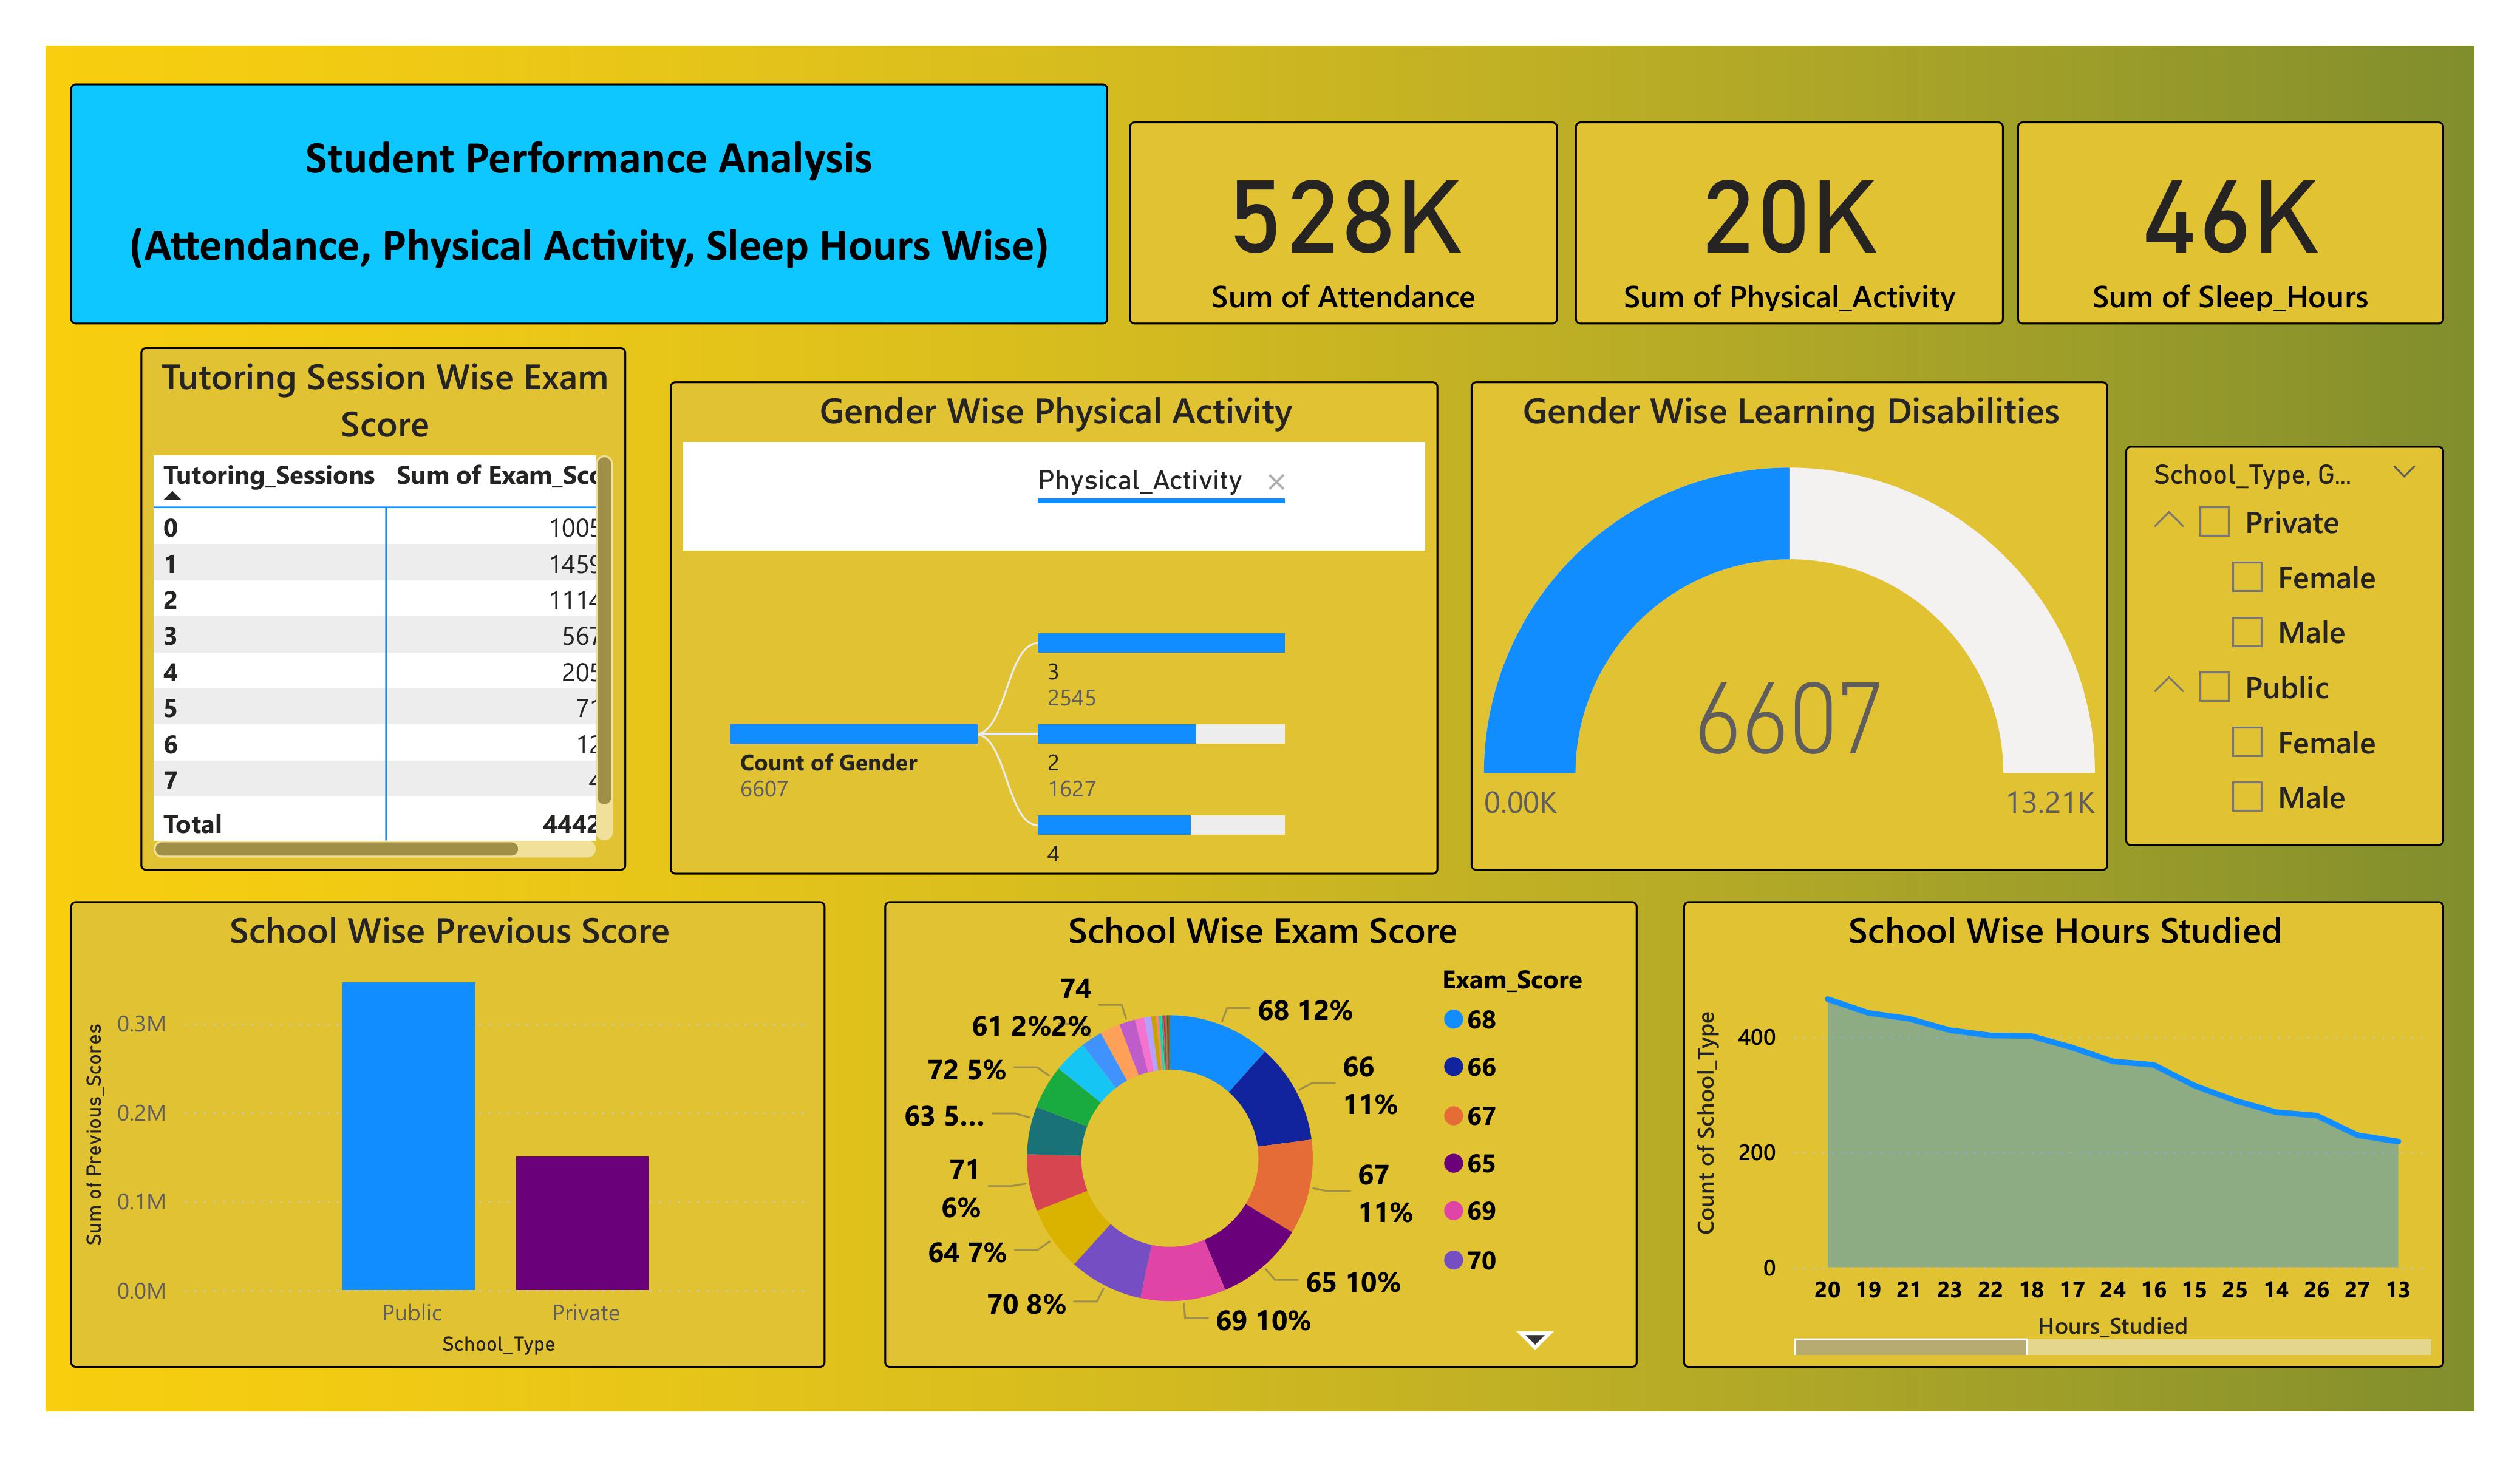 Student Performance Analysis
(Attendance, Physical Activity, Sleep Hours Wise)
528K
Sum of Attendance
20K
Sum of Physical_Activity
46K
Sum of Sleep_Hours
Tutoring Session Wise Exam
Score
Tutoring_Sessions Sum of Exam_Sco
0 1005
1 1459
2 1114
3 567
4 205
5 71
6 12
7 4
Total 4442
Gender Wise Physical Activity
Physical_Activity
3
2545
Count of Gender
6607
2
1627
4
Gender Wise Learning Disabilities
6607
0.00K
13.21K
School_Type, G...
Private
Female
Male
Public
Female
Male
School Wise Previous Score
Sum of Previous_Scores
0.3M
0.2M
0.1M
0.0M
Public
Private
School_Type
School Wise Exam Score
74
61 2%2%
72 5%
63 5...
71
6%
64 7%
70 8%
69 10%
65 10%
67
11%
66
11%
68 12%
Exam_Score
68
66
67
65
69
70
School Wise Hours Studied
Count of School_Type
400
200
0
20 19 21 23 22 18 17 24 16 15 25 14 26 27 13
Hours_Studied